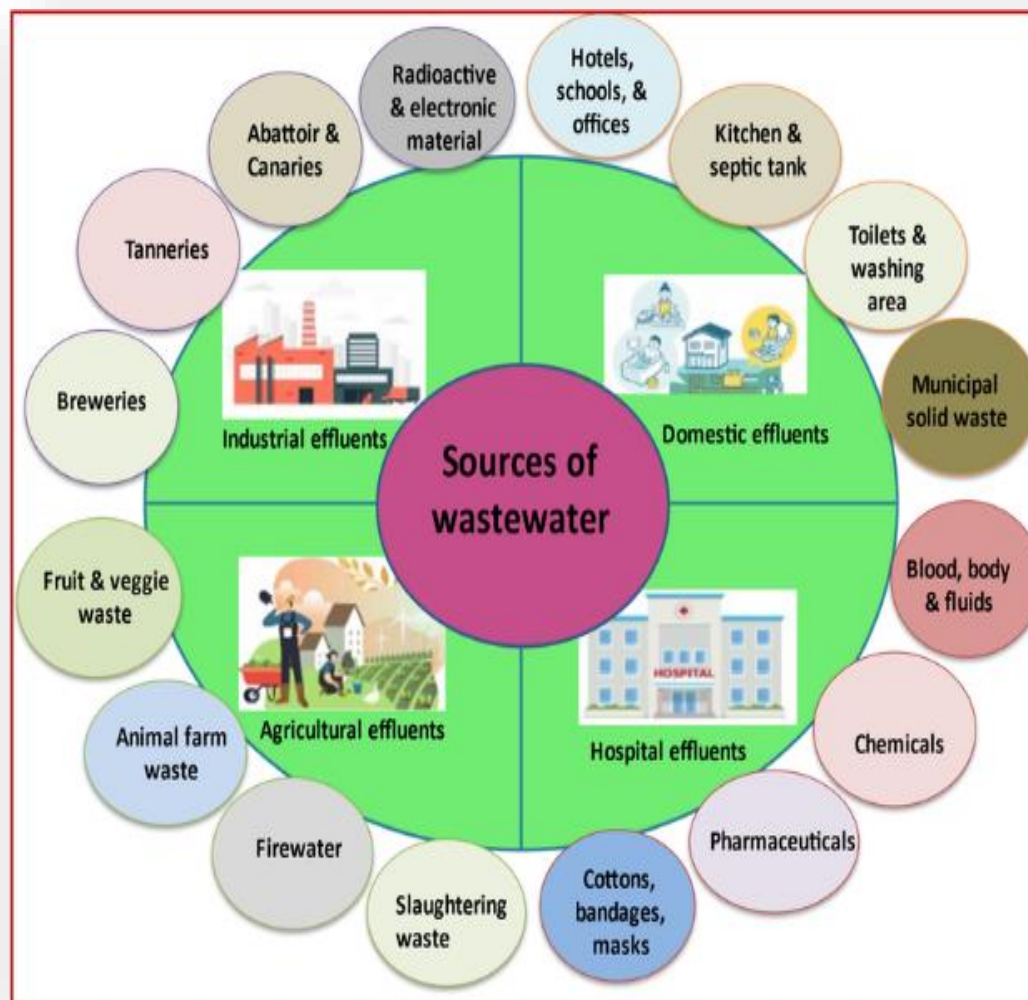 Radioactive
& electronic
material
Hotels,
schools, &
offices
Abattoir &
Canaries
Kitchen &
septic tank
Tanneries
Toilets &
washing
area
Breweries
Municipal
solid waste
Industrial effluents
Domestic effluents
Sources of
wastewater
Fruit & veggie
waste
Blood, body
& fluids
HOSPITAL
Agricultural effluents
Hospital effluents
Animal farm
waste
Chemicals
Firewater
Pharmaceuticals
Slaughtering
waste
Cottons,
bandages,
masks